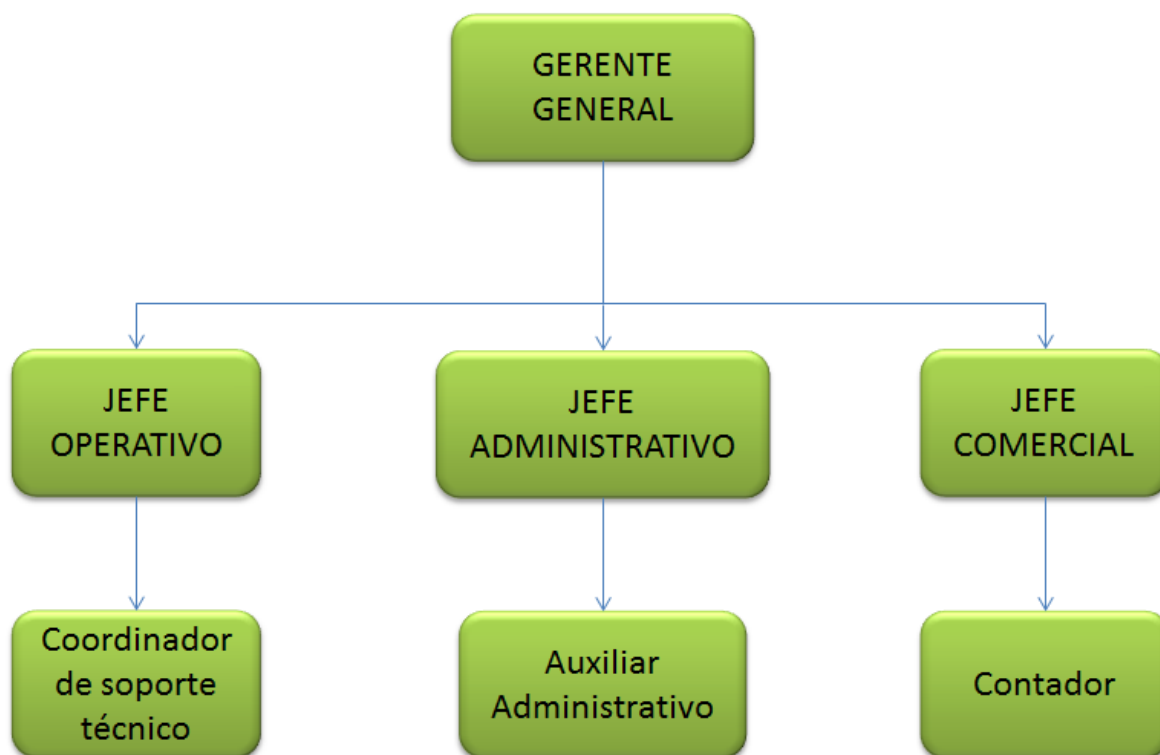 GERENTE
GENERAL
JEFE
OPERATIVO
JEFE
ADMINISTRATIVO
JEFE
COMERCIAL
Coordinador
de soporte
técnico
Auxiliar
Administrativo
Contador